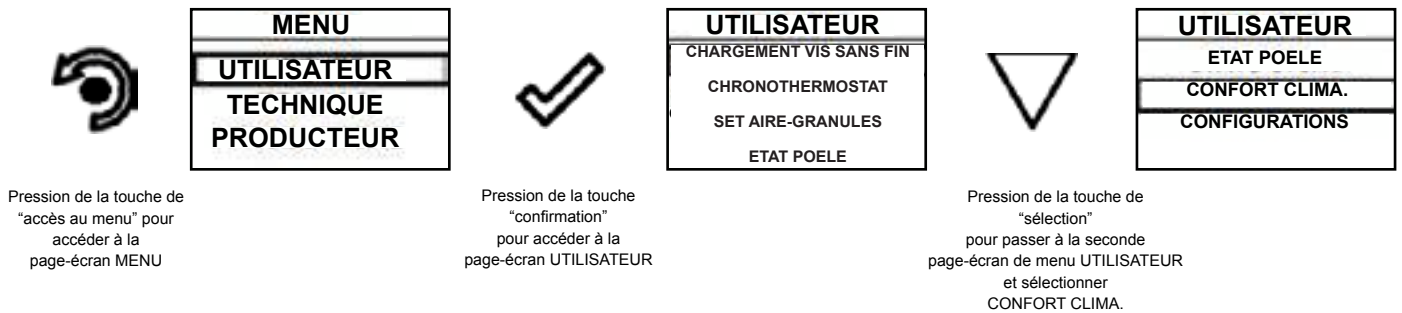 MENU
UTILISATEUR
TECHNIQUE
PRODUCTEUR
UTILISATEUR
CHARGEMENT VIS SANS FIN
CHRONOTHERMOSTAT
SET AIRE-GRANULES
ETAT POELE
UTILISATEUR
ETAT POELE
CONFORT CLIMA.
CONFIGURATIONS
Pression de la touche de
“accès au menu” pour
accéder à la
page-écran MENU
Pression de la touche
“confirmation”
pour accéder à la
page-écran UTILISATEUR
Pression de la touche de
“sélection”
pour passer à la seconde
page-écran de menu UTILISATEUR
et sélectionner
CONFORT CLIMA.